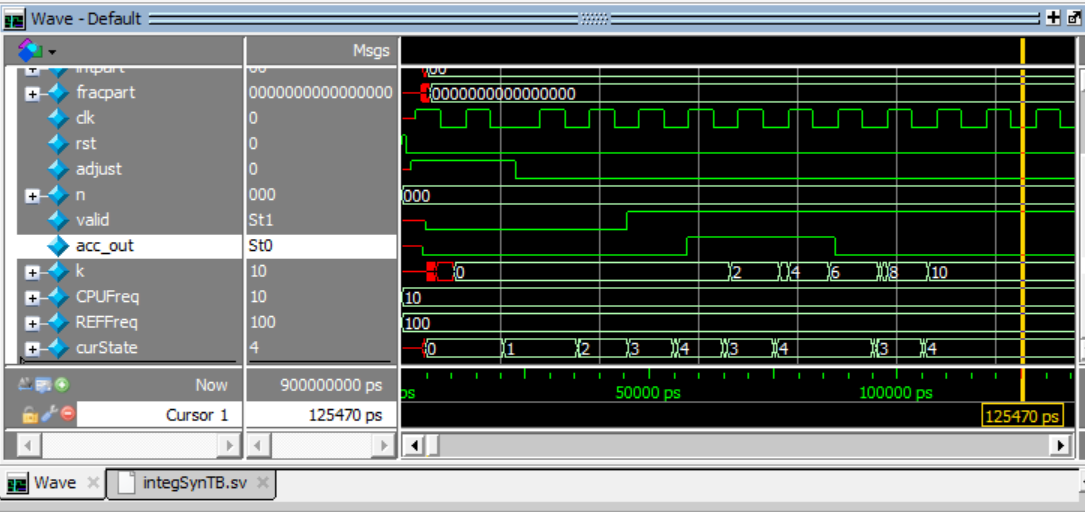 Wave - Default
Msgs
intpart 00 00
fracpart 0000000000000000 0000000000000000
clk 0
rst 0
adjust 0
n 000 000
valid St1
acc_out St0
k 10 0 2 4 6 8 10
CPUFreq 10 10
REFFreq 100 100
curState 4 0 1 2 3 4 3 4 3 4
Now 900000000 ps ps 50000 ps 100000 ps
Cursor 1 125470 ps 125470 ps
Wave integSynTB.sv